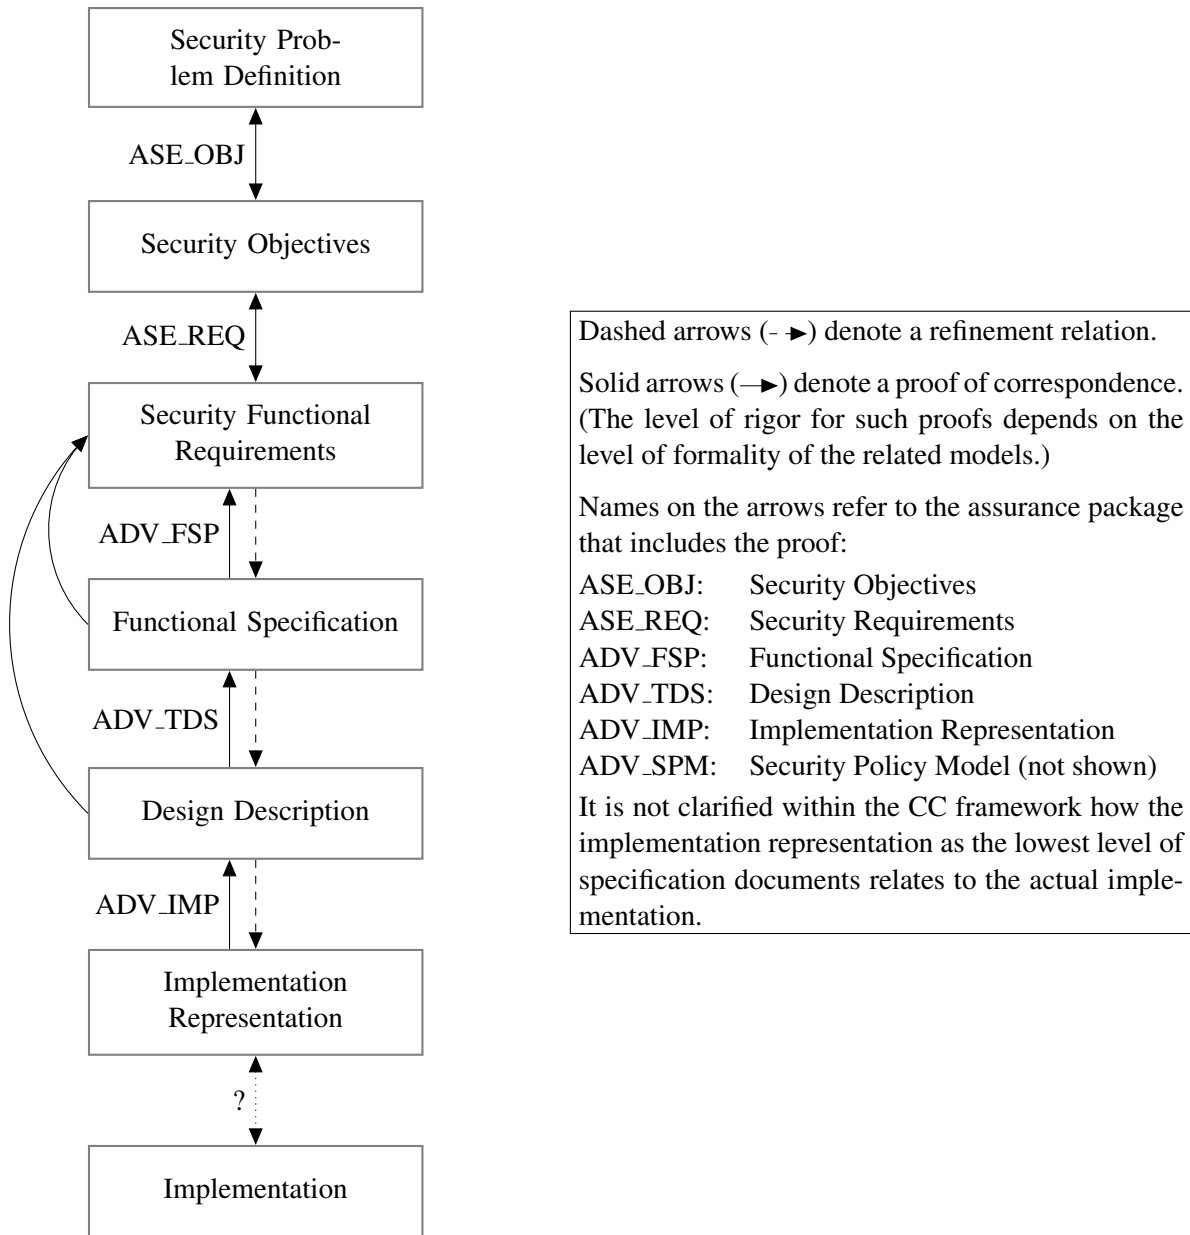 Security Prob-
lem Definition
ASE_OBJ
Security Objectives
ASE_REQ
Security Functional
Requirements
ADV_FSP
Functional Specification
ADV_TDS
Design Description
ADV_IMP
Implementation
Representation
?
Implementation
Dashed arrows (- ➤) denote a refinement relation.
Solid arrows (—➤) denote a proof of correspondence.
(The level of rigor for such proofs depends on the
level of formality of the related models.)
Names on the arrows refer to the assurance package
that includes the proof:
ASE_OBJ: Security Objectives
ASE_REQ: Security Requirements
ADV_FSP: Functional Specification
ADV_TDS: Design Description
ADV_IMP: Implementation Representation
ADV_SPM: Security Policy Model (not shown)
It is not clarified within the CC framework how the
implementation representation as the lowest level of
specification documents relates to the actual imple-
mentation.